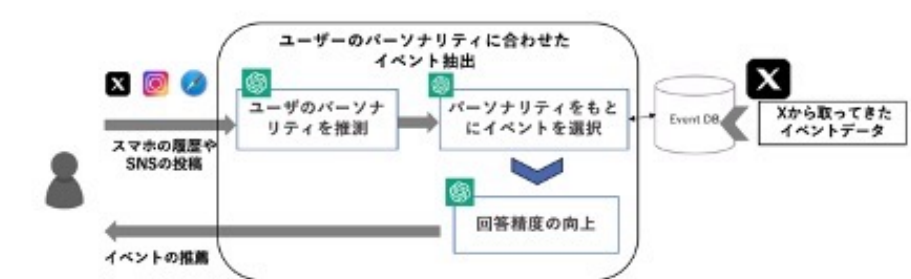 ユーザーのパーソナリティに合わせた
イベント抽出
ユーザのパーソナ
リティを推測
パーソナリティをもと
にイベントを選択
Event DB
Xから取ってきた
イベントデータ
スマホの履歴や
SNSの投稿
回答精度の向上
イベントの推薦